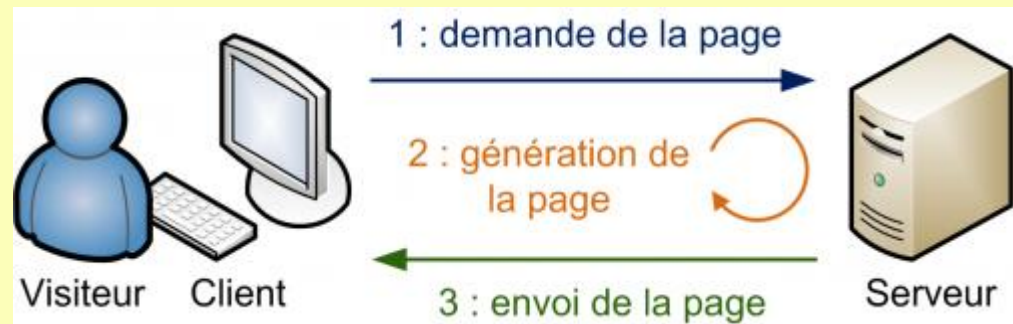 1 : demande de la page
2 : génération de
la page
3 : envoi de la page
Visiteur
Client
Serveur